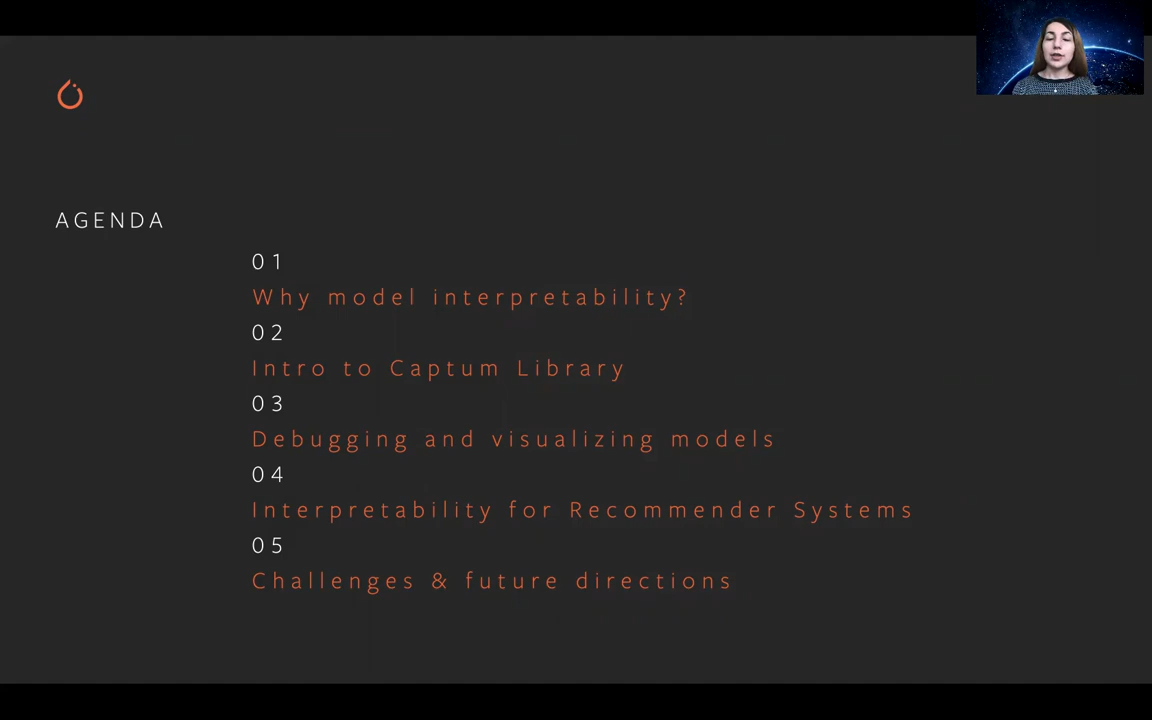 AGENDA
01
Why model interpretability?
02
Intro to Captum Library
03
Debugging and visualizing models
04
Interpretability for Recommender Systems
05
Challenges & future directions